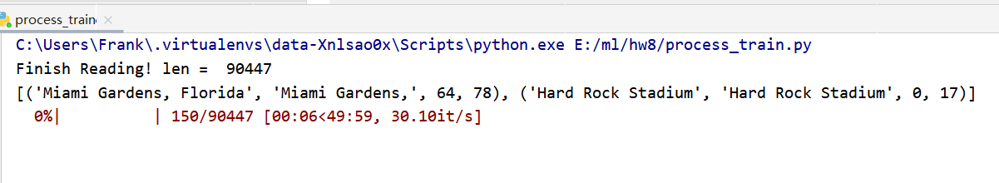 process_train
C:\Users\Frank\.virtualenvs\data-Xnlsao0x\Scripts\python.exe E:/ml/hw8/process_train.py
Finish Reading! len =  90447
[('Miami Gardens, Florida', 'Miami Gardens,', 64, 78), ('Hard Rock Stadium', 'Hard Rock Stadium', 0, 17)]
  0%|          | 150/90447 [00:06<49:59, 30.10it/s]